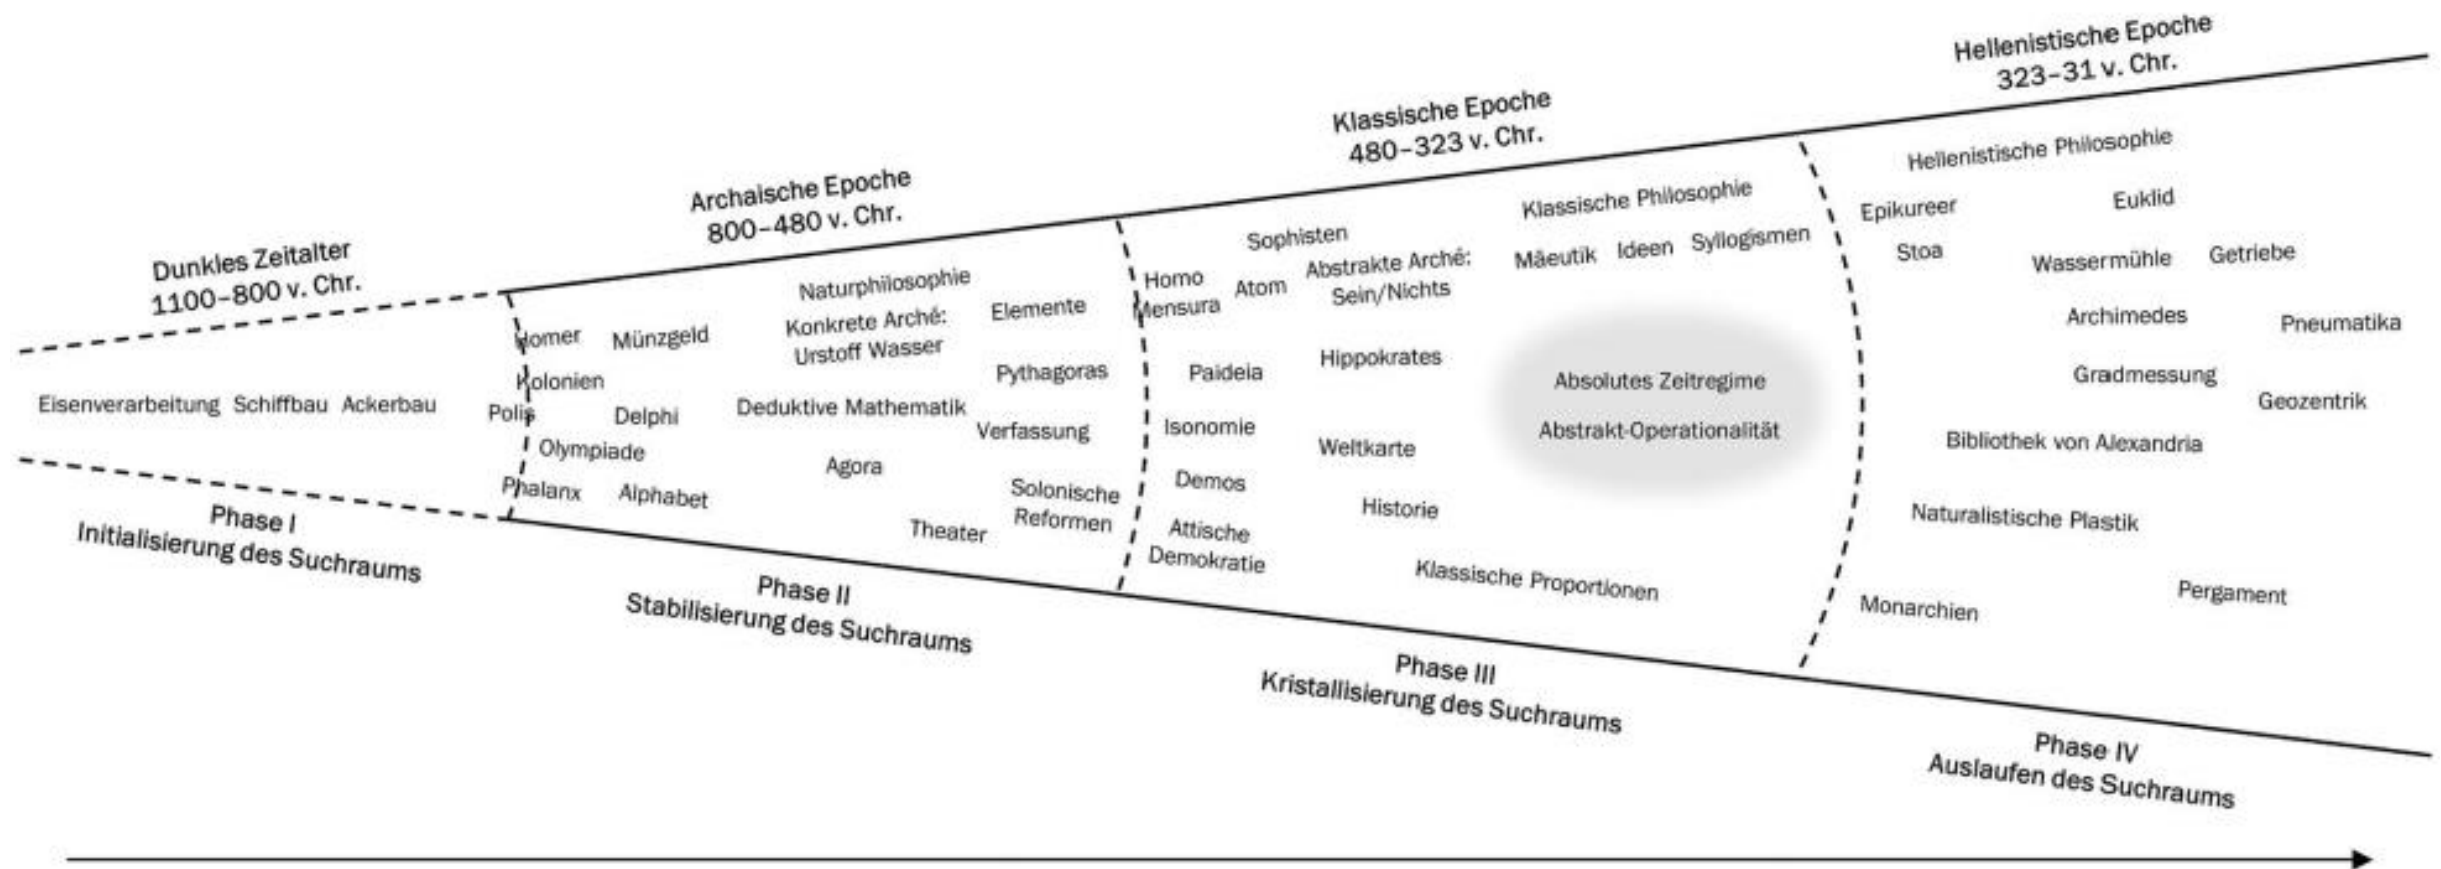 Dunkles Zeitalter
1100–800 v. Chr.
Eisenverarbeitung Schiffbau Ackerbau
Phase I
Initialisierung des Suchraums
Archaische Epoche
800–480 v. Chr.
Naturphilosophie
Homer Münzgeld
Konkrete Arché:
Urstoff Wasser
Elemente
Kolonien
Pythagoras
Polis
Delphi
Deduktive Mathematik
Verfassung
Olympiade
Agora
Phalanx
Alphabet
Solonische
Reformen
Theater
Phase II
Stabilisierung des Suchraums
Klassische Epoche
480–323 v. Chr.
Klassische Philosophie
Sophisten
Homo
Mensura
Atom
Abstrakte Arché:
Sein/Nichts
Mäeutik Ideen Syllogismen
Paideia
Hippokrates
Absolutes Zeitregime
Abstrakt-Operationalität
Isonomie
Weltkarte
Demos
Historie
Attische
Demokratie
Klassische Proportionen
Phase III
Kristallisierung des Suchraums
Hellenistische Epoche
323–31 v. Chr.
Hellenistische Philosophie
Epikureer
Euklid
Stoa
Wassermühle
Getriebe
Archimedes
Pneumatika
Gradmessung
Geozentrik
Bibliothek von Alexandria
Naturalistische Plastik
Pergament
Monarchien
Phase IV
Auslaufen des Suchraums